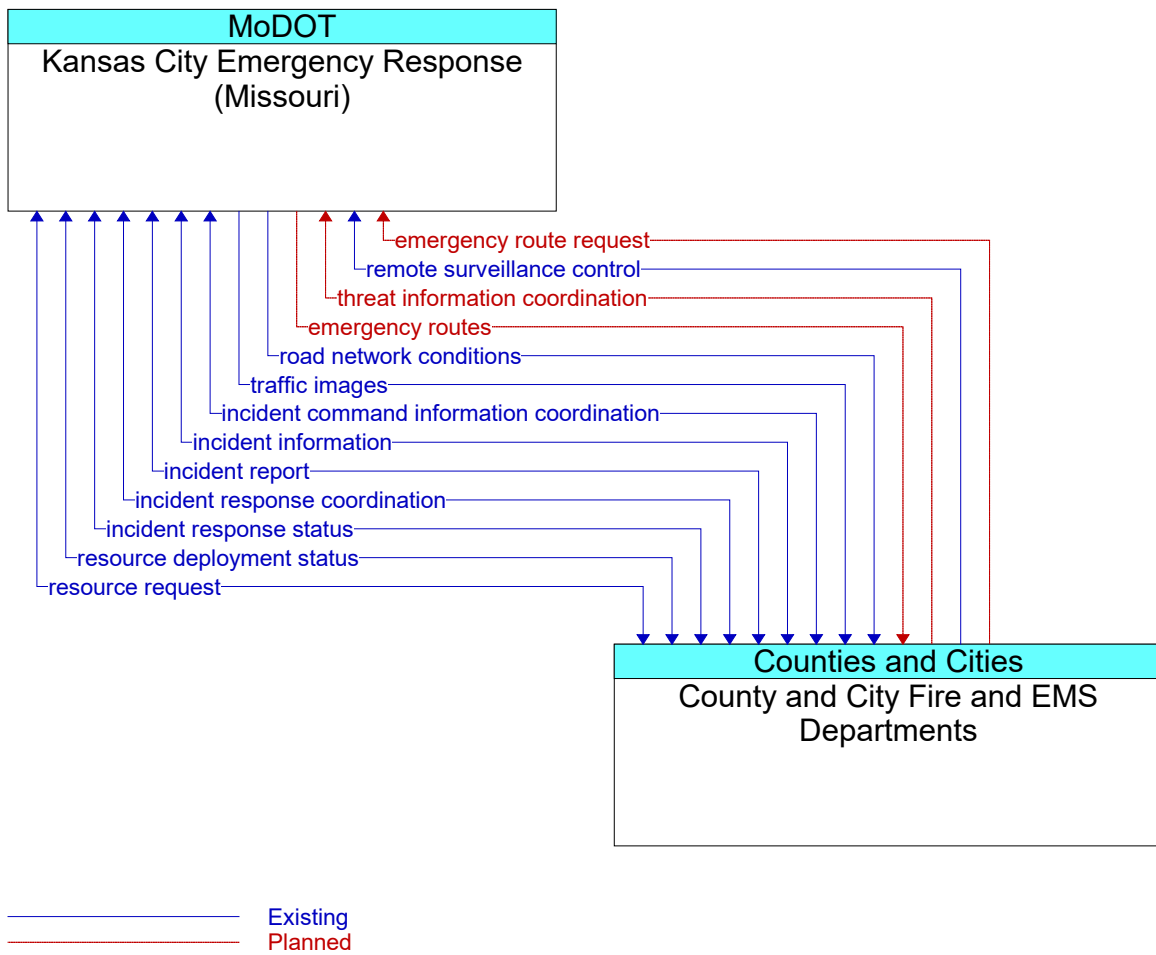 MoDOT
Kansas City Emergency Response
(Missouri)
emergency route request
remote surveillance control
threat information coordination
emergency routes
road network conditions
traffic images
incident command information coordination
incident information
incident report
incident response coordination
incident response status
resource deployment status
resource request
Counties and Cities
County and City Fire and EMS
Departments
Existing
Planned